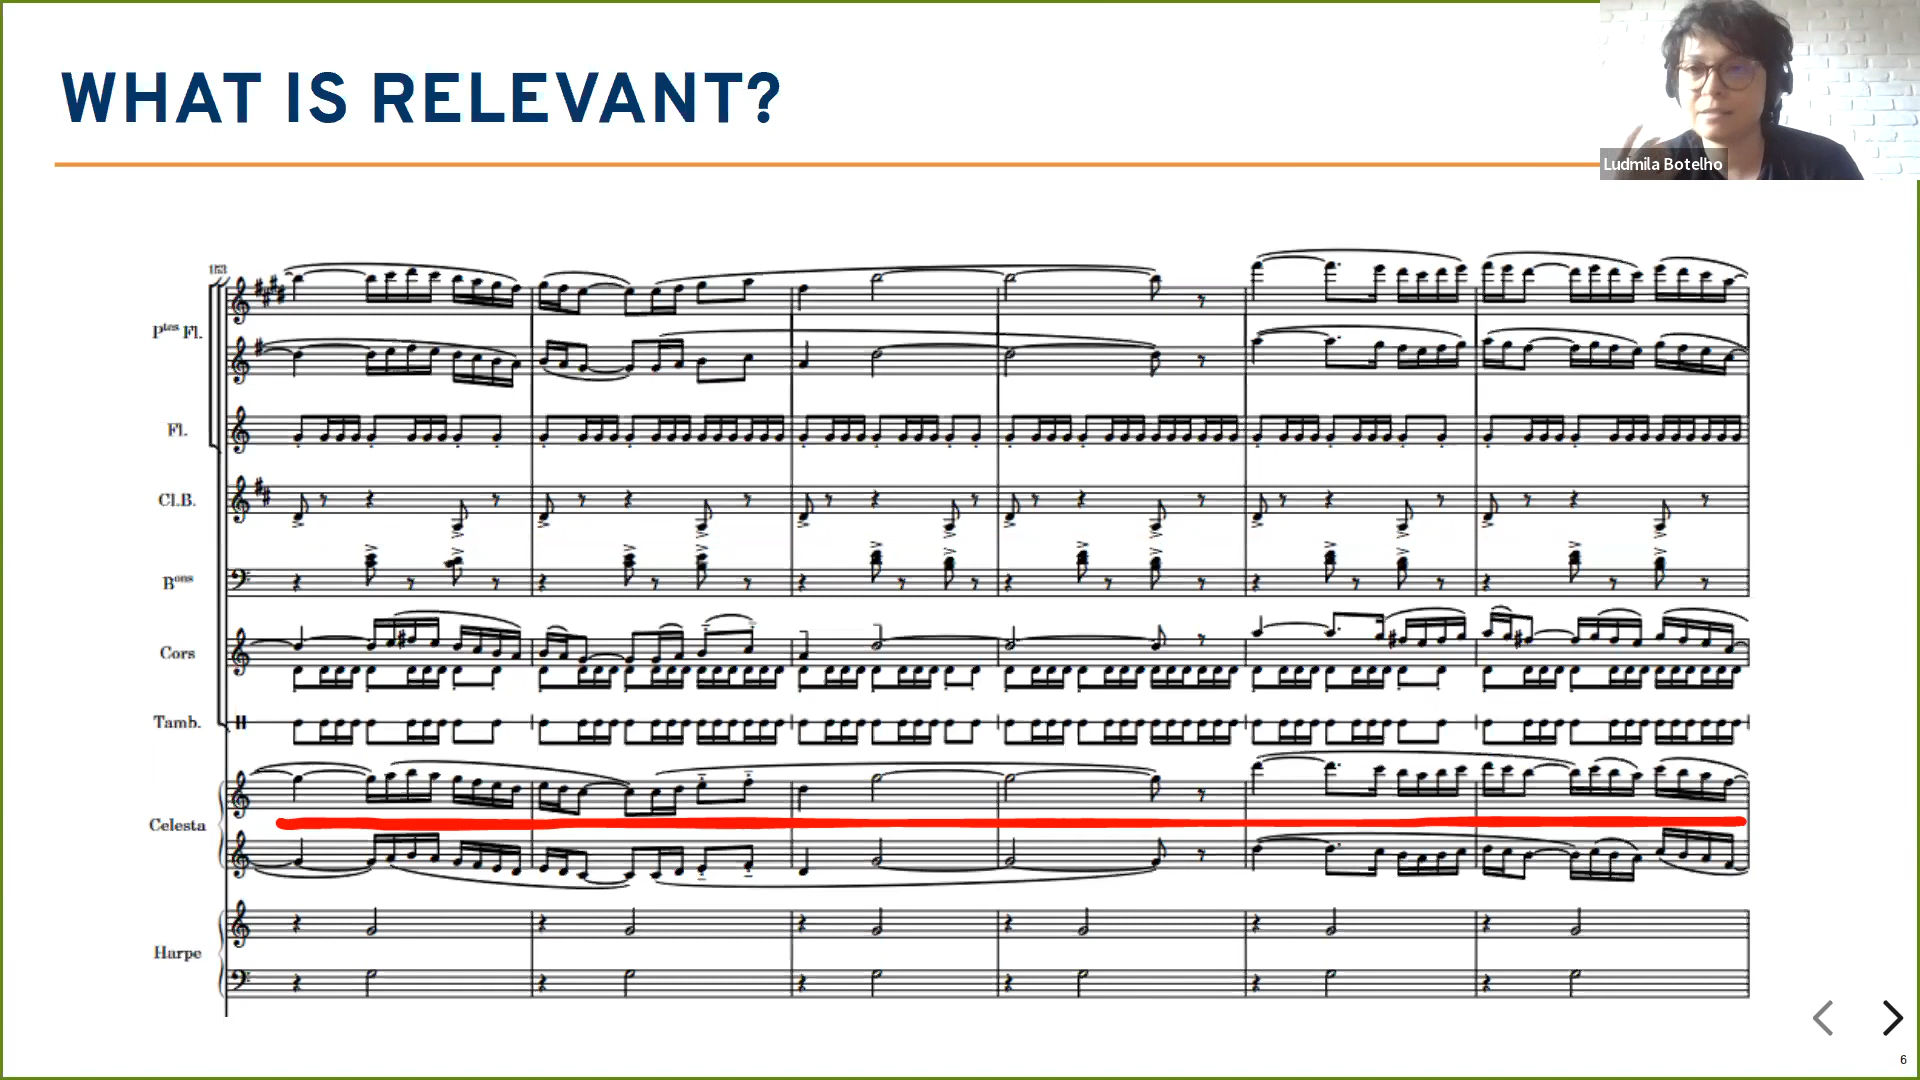 WHAT IS RELEVANT?
Ludmila Botelho
153
Ptes Fl.
Fl.
Cl.B.
Bons
Cors
Tamb.
Celesta
Harpe
6